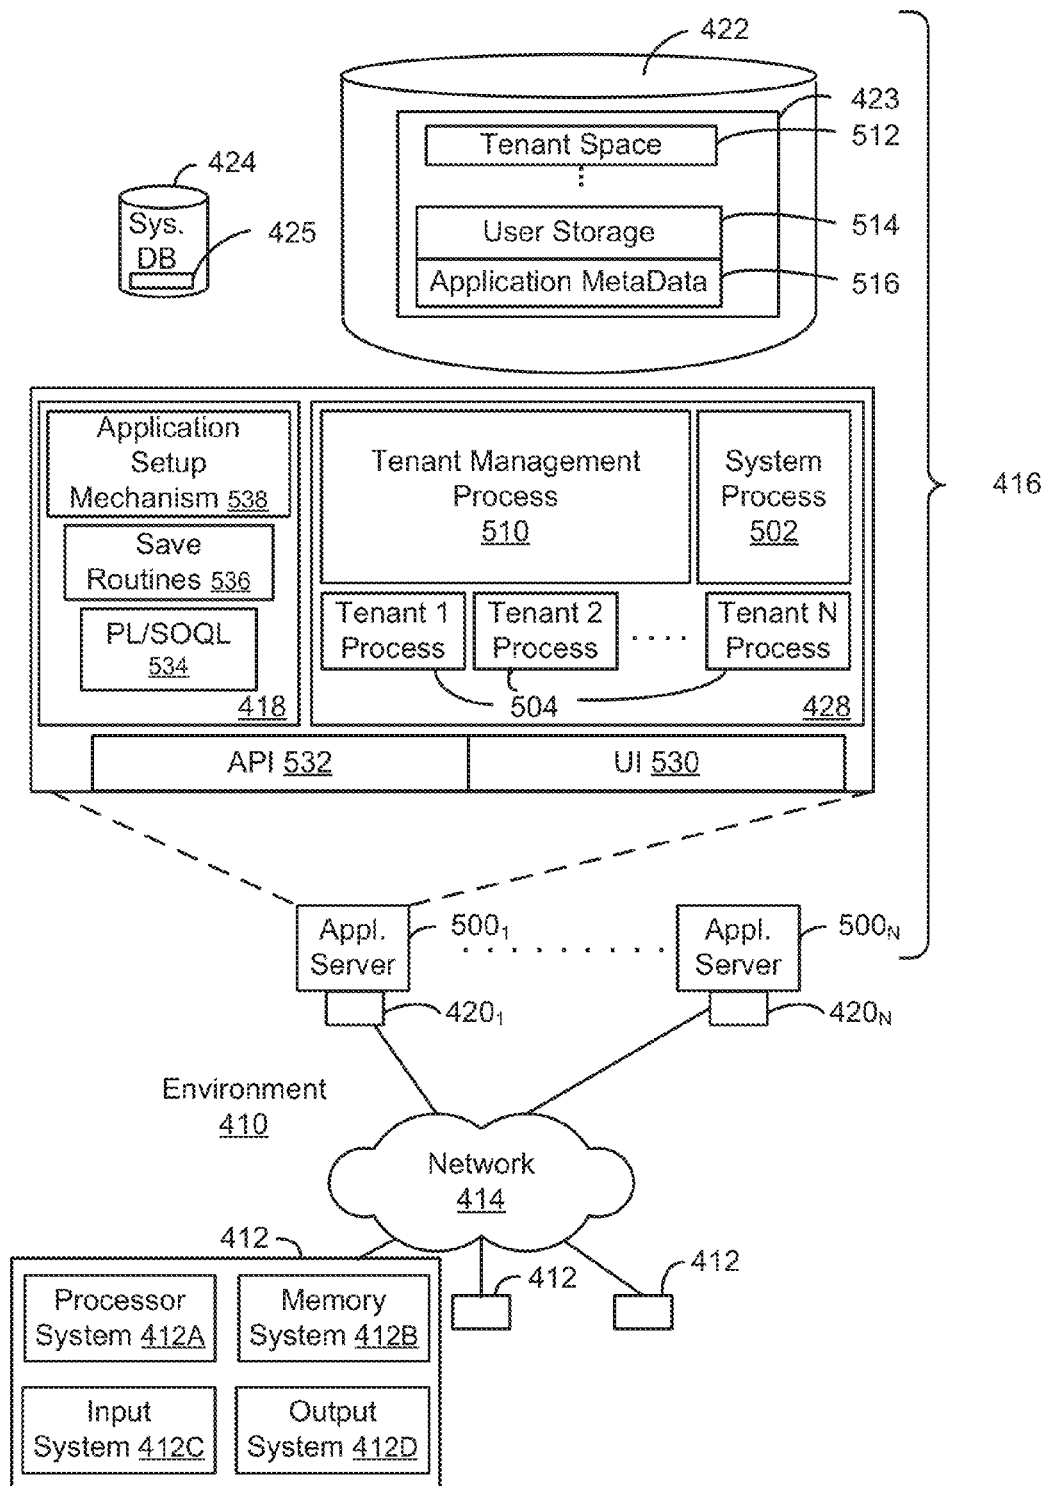 422
423
Tenant Space
512
424
Sys.
DB
425
User Storage
514
Application MetaData
516
Application
Setup
Mechanism 538
Save
Routines 536
PL/SOQL
534
418
Tenant Management
Process
510
System
Process
502
416
Tenant 1
Process
Tenant 2
Process
. . . .
Tenant N
Process
504
428
API 532
UI 530
Appl.
Server
500₁
Appl.
Server
500N
420₁
420N
Environment
410
Network
414
412
412
412
Processor
System 412A
Memory
System 412B
Input
System 412C
Output
System 412D